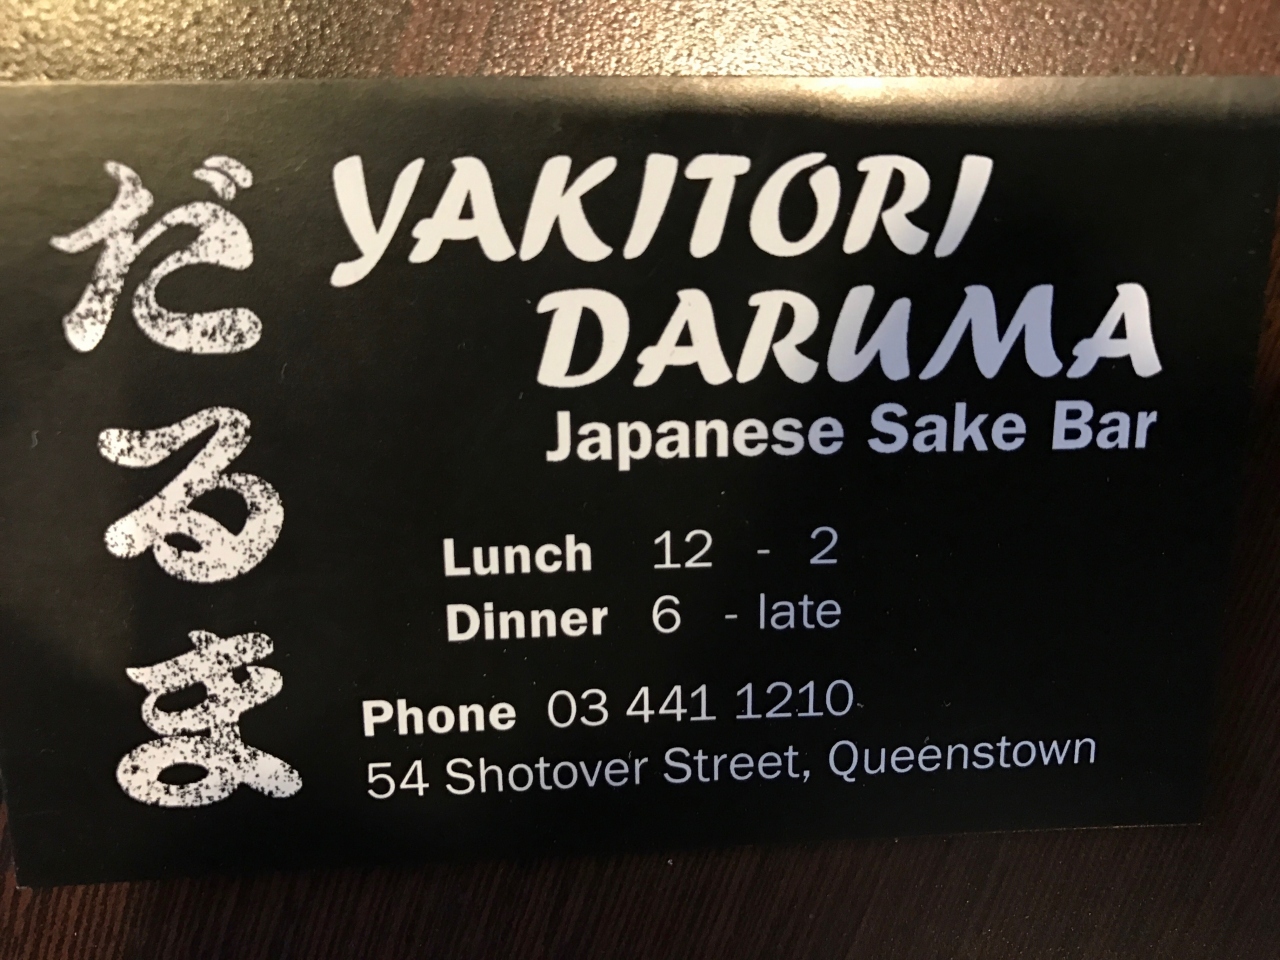 だるま
YAKITORI
DARUMA
Japanese Sake Bar
Lunch 12 - 2
Dinner 6 - late
Phone 03 441 1210
54 Shotover Street, Queenstown